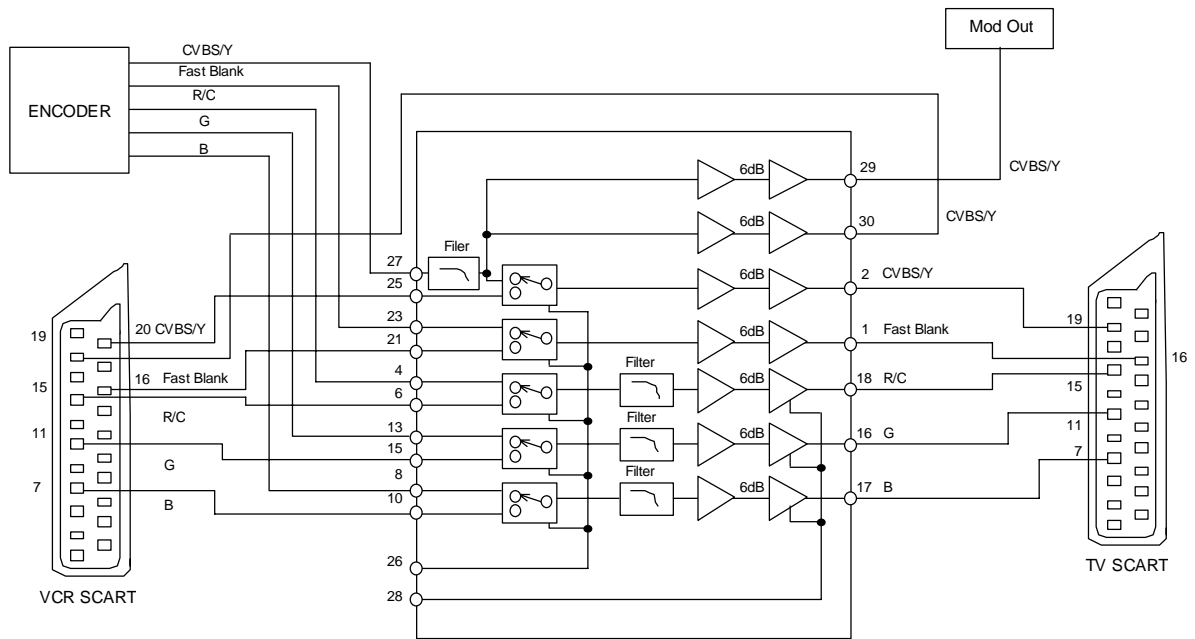 Mod Out
ENCODER
CVBS/Y
Fast Blank
R/C
G
B
6dB
29
CVBS/Y
6dB
30
CVBS/Y
Filer
27
25
6dB
2
CVBS/Y
23
21
6dB
1
Fast Blank
4
6
Filter
6dB
18
R/C
13
15
Filter
6dB
16
G
8
10
Filter
6dB
17
B
26
28
19
20 CVBS/Y
15
16
Fast Blank
R/C
11
G
7
B
VCR SCART
19
16
15
11
7
TV SCART